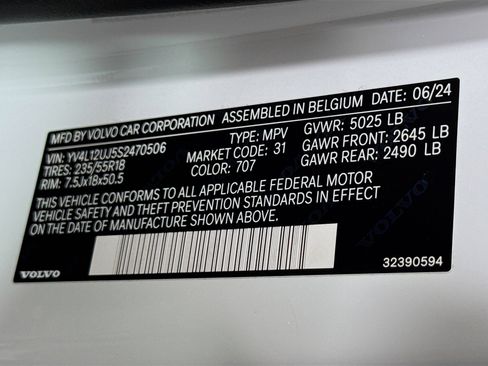 MFD BY VOLVO CAR CORPORATION ASSEMBLED IN BELGIUM DATE: 06/24
VIN: YV4L12UJ5S2470506 TYPE: MPV GVWR: 5025 LB
TIRES: 235/55R18 MARKET CODE: 31 GAWR FRONT: 2645 LB
RIM: 7.5Jx18x50.5 COLOR: 707 GAWR REAR: 2490 LB
THIS VEHICLE CONFORMS TO ALL APPLICABLE FEDERAL MOTOR
VEHICLE SAFETY AND THEFT PREVENTION STANDARDS IN EFFECT
ON THE DATE OF MANUFACTURE SHOWN ABOVE.
VOLVO 32390594